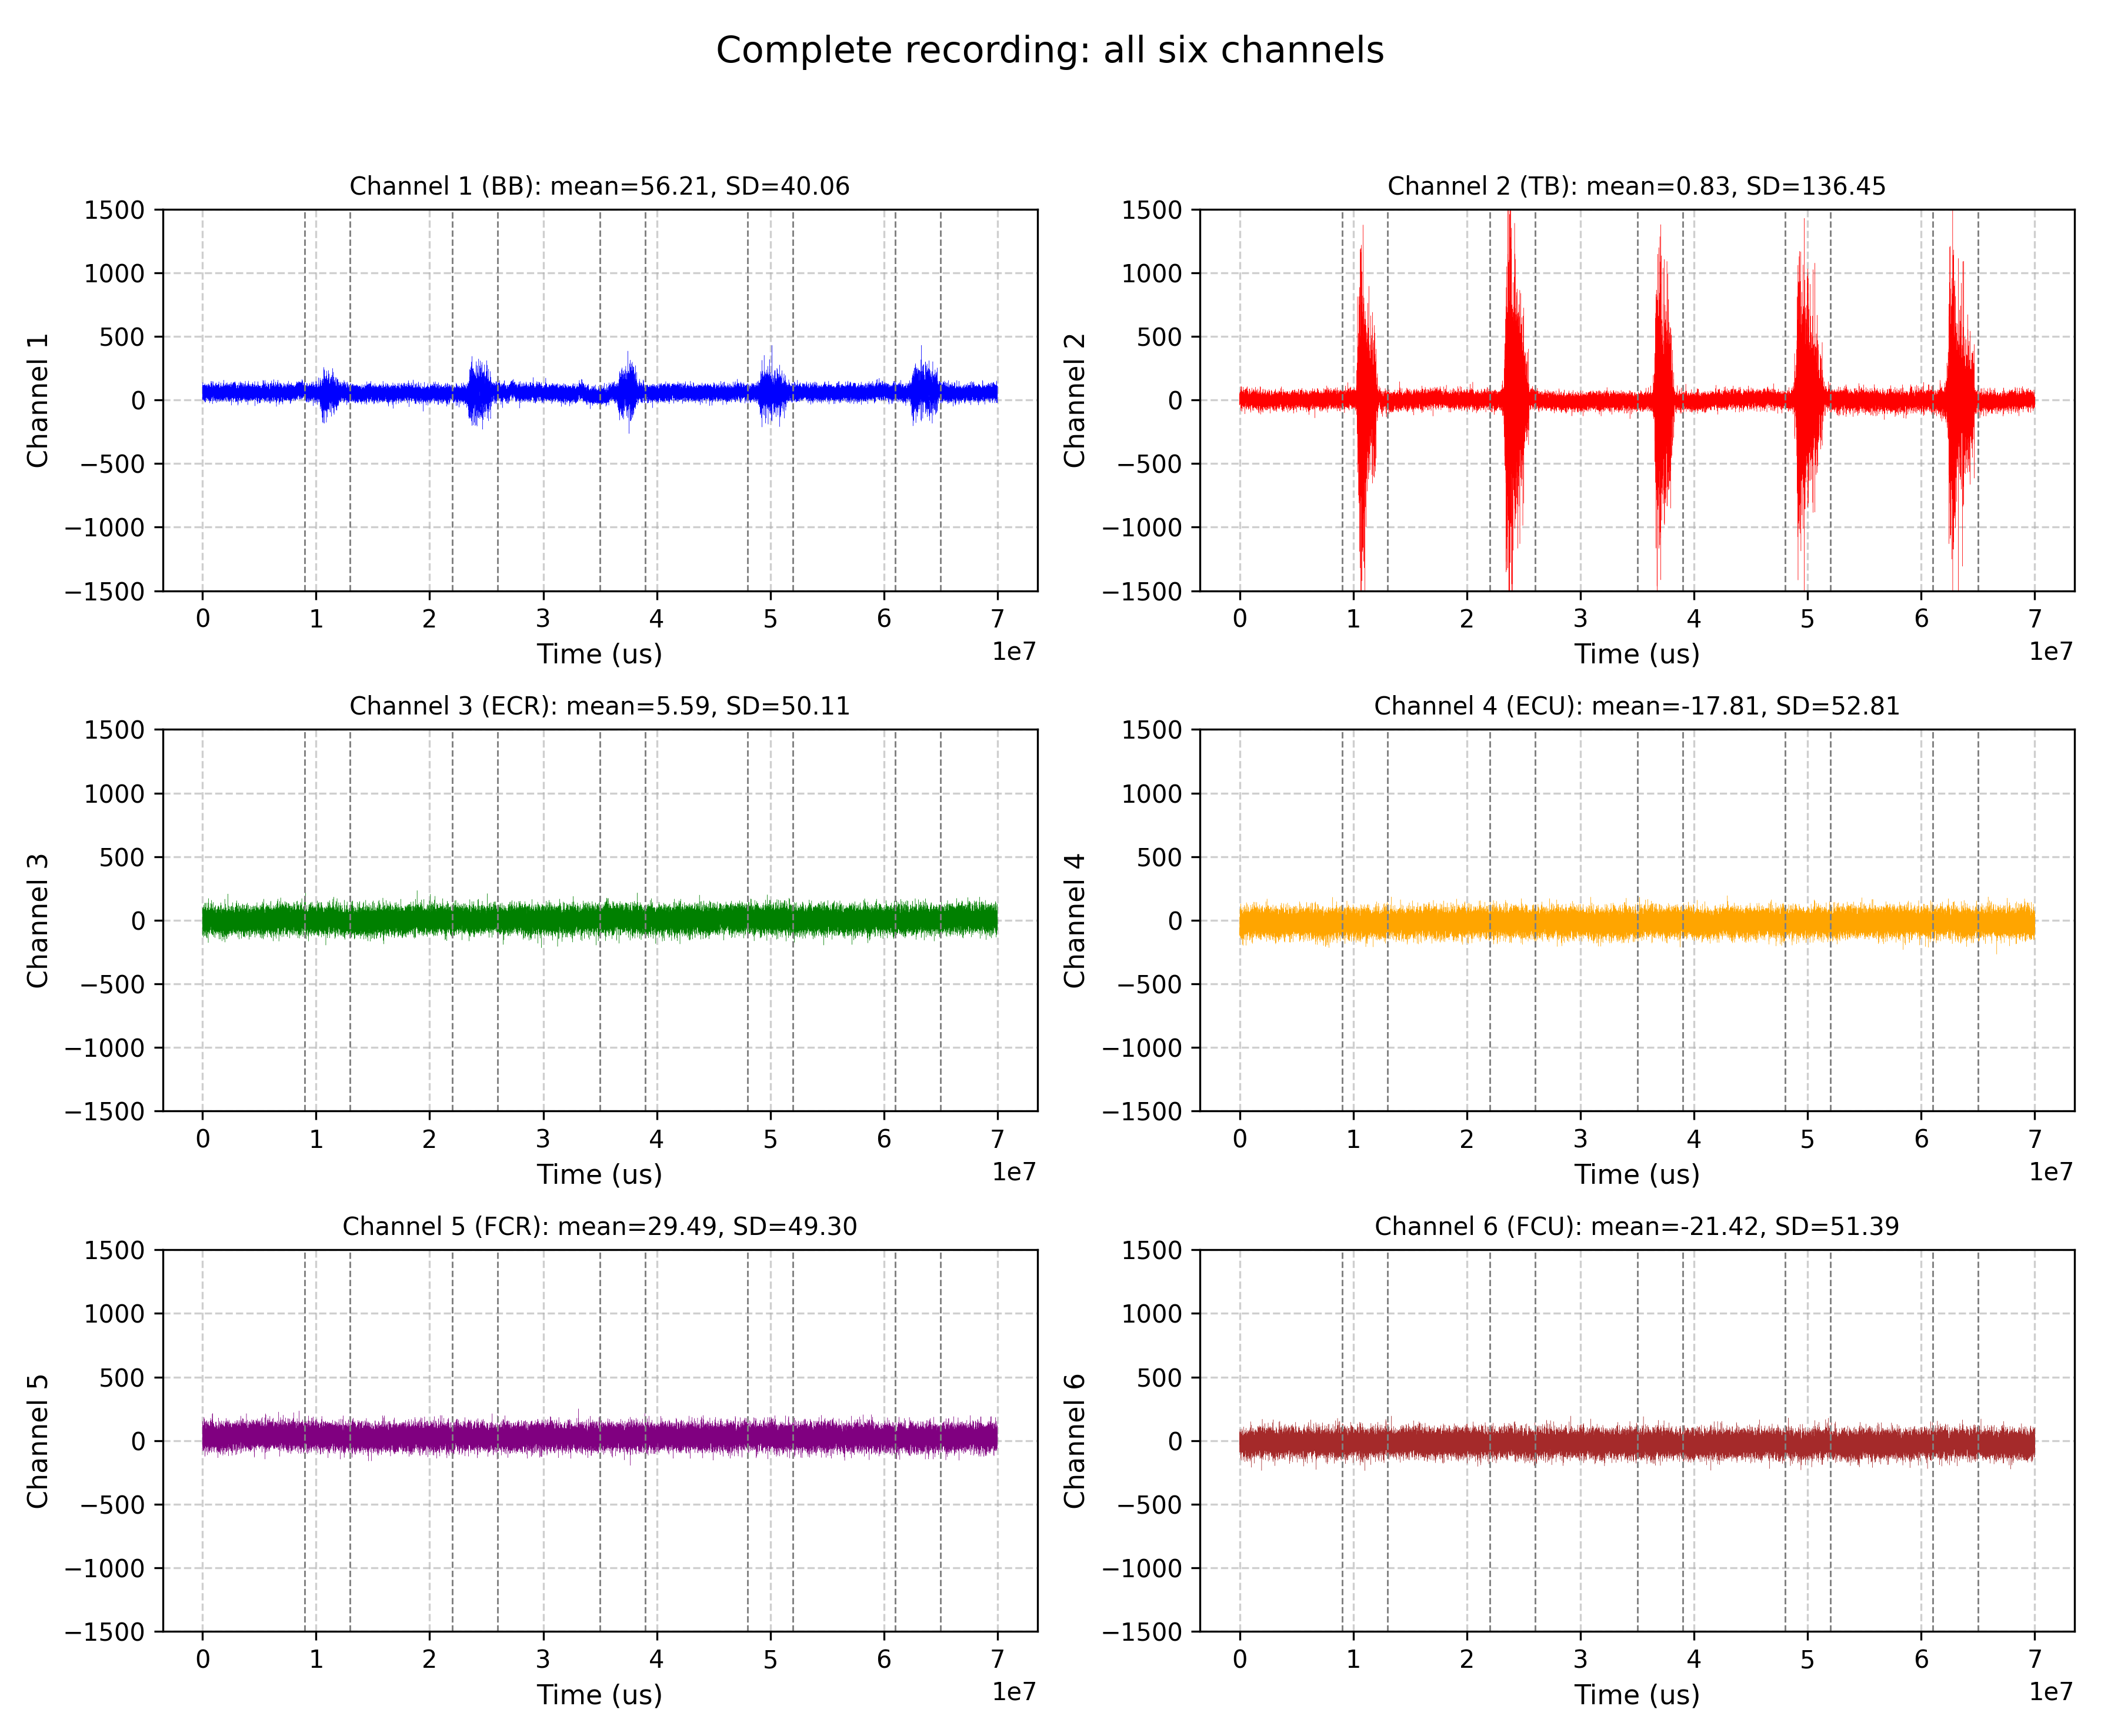 Complete recording: all six channels
Channel 1 (BB): mean=56.21, SD=40.06
Channel 1
1500
1000
500
0
−500
−1000
−1500
0 1 2 3 4 5 6 7
1e7
Time (us)
Channel 2 (TB): mean=0.83, SD=136.45
Channel 2
1500
1000
500
0
−500
−1000
−1500
0 1 2 3 4 5 6 7
1e7
Time (us)
Channel 3 (ECR): mean=5.59, SD=50.11
Channel 3
1500
1000
500
0
−500
−1000
−1500
0 1 2 3 4 5 6 7
1e7
Time (us)
Channel 4 (ECU): mean=-17.81, SD=52.81
Channel 4
1500
1000
500
0
−500
−1000
−1500
0 1 2 3 4 5 6 7
1e7
Time (us)
Channel 5 (FCR): mean=29.49, SD=49.30
Channel 5
1500
1000
500
0
−500
−1000
−1500
0 1 2 3 4 5 6 7
1e7
Time (us)
Channel 6 (FCU): mean=-21.42, SD=51.39
Channel 6
1500
1000
500
0
−500
−1000
−1500
0 1 2 3 4 5 6 7
1e7
Time (us)